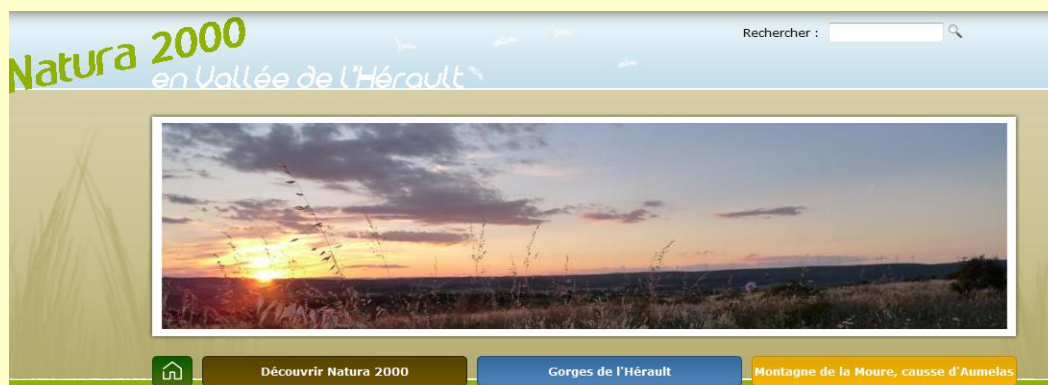 Natura 2000
en Vallée de l'Hérault
Rechercher :
Découvrir Natura 2000
Gorges de l'Hérault
Montagne de la Moure, causse d'Aumelas